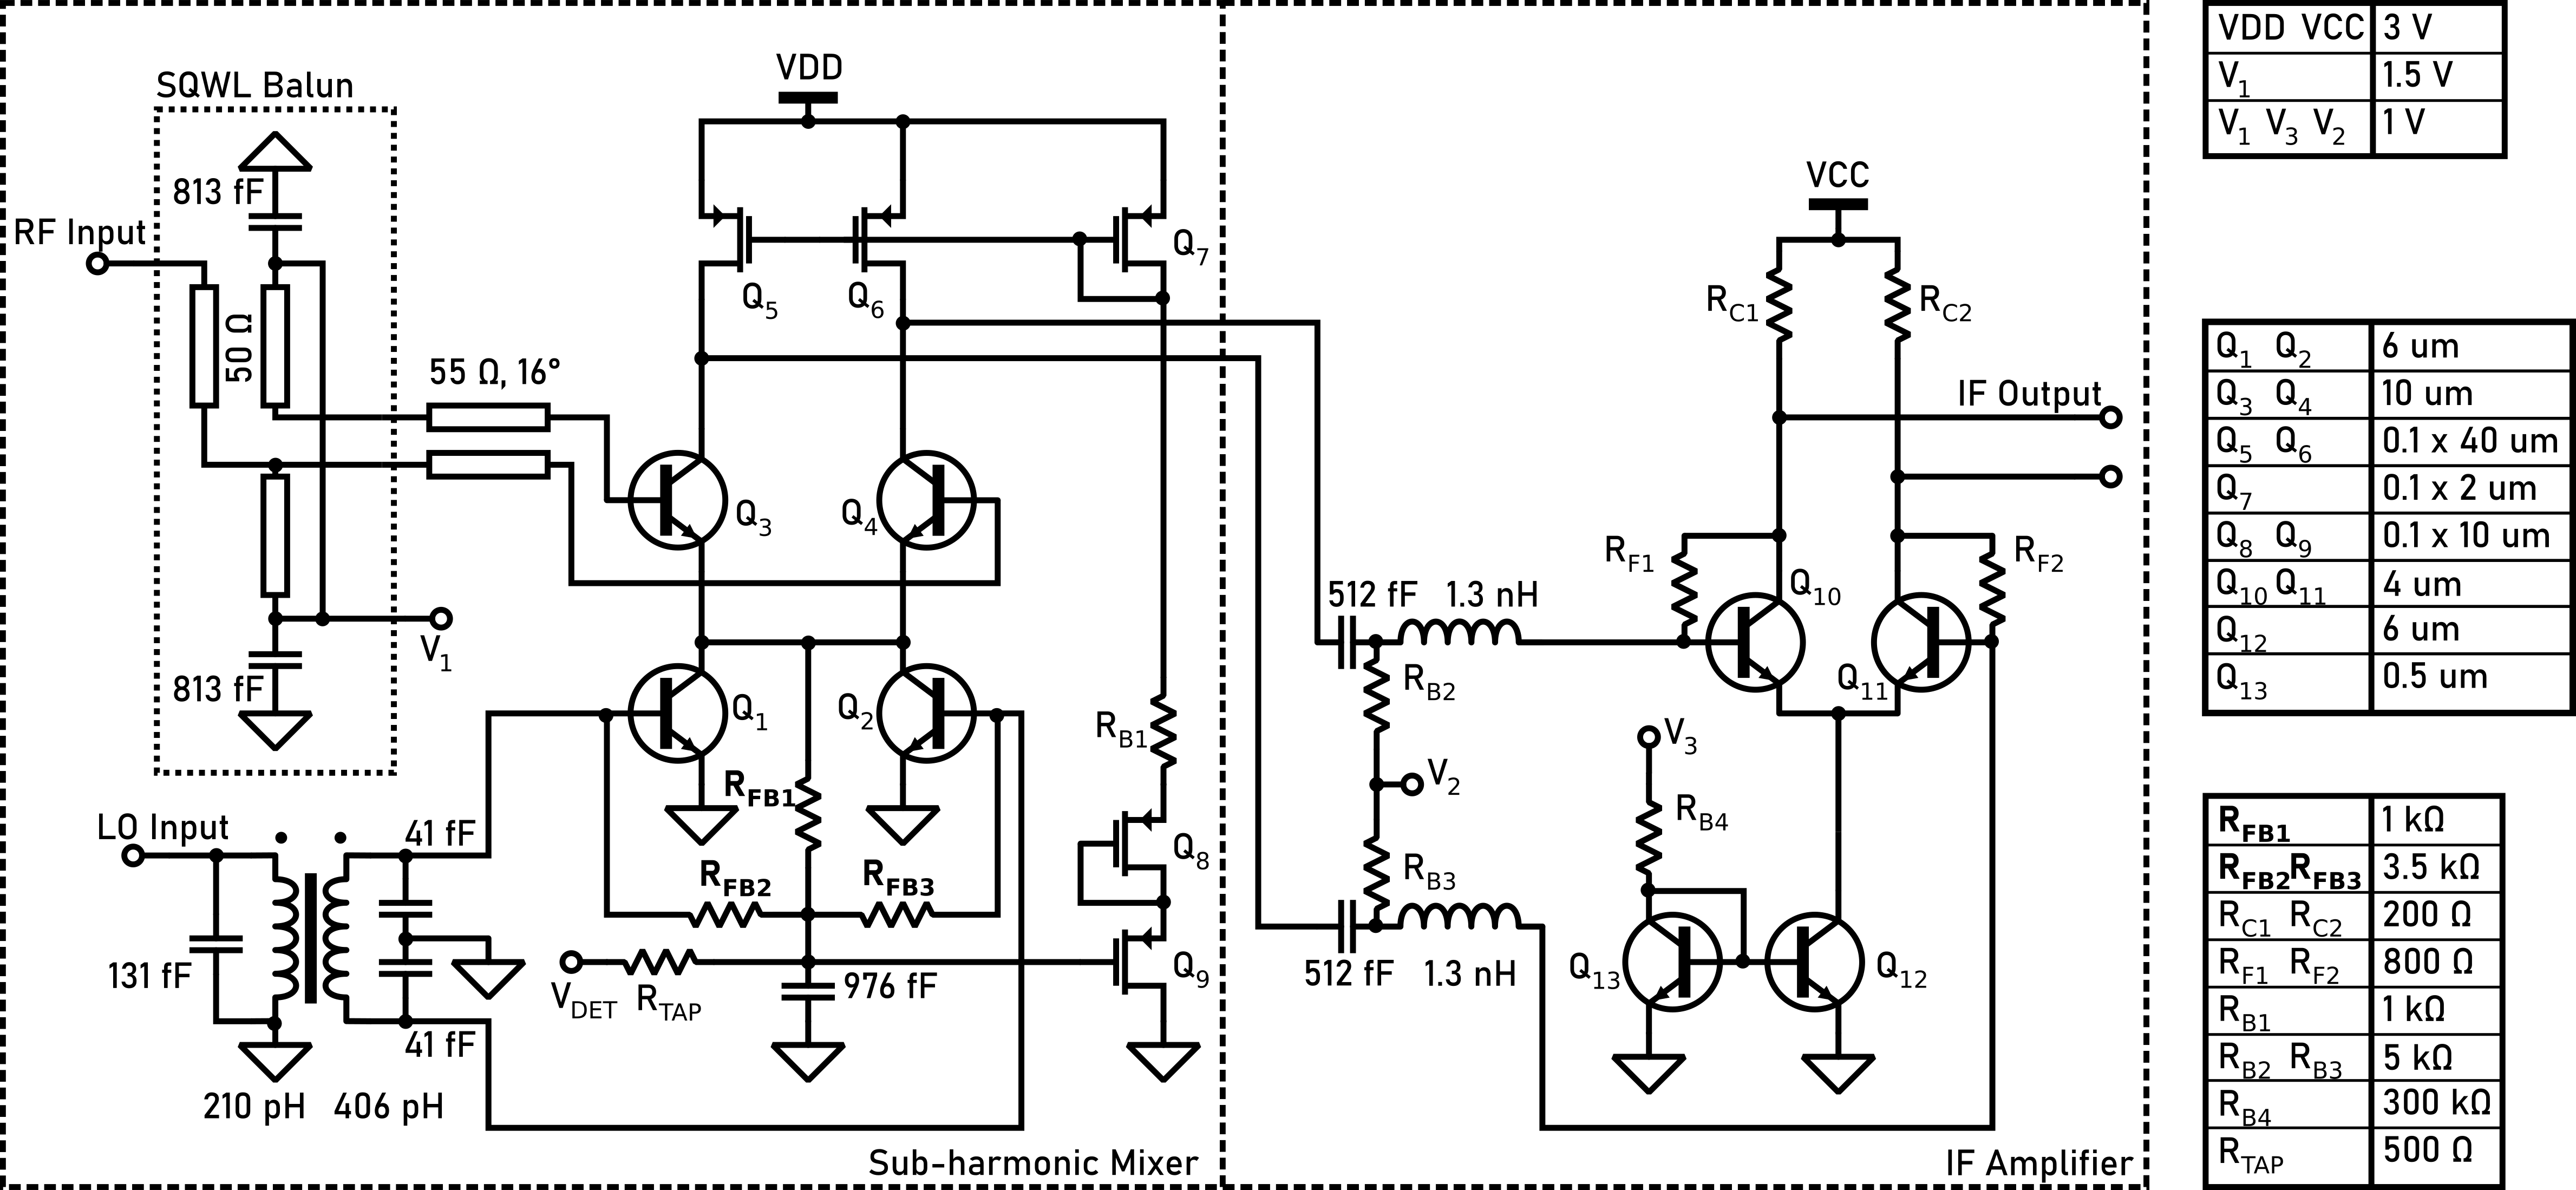 SQWL Balun
813 fF
RF Input
50 Ω
55 Ω, 16°
813 fF
V1
LO Input
131 fF
210 pH
406 pH
41 fF
41 fF
VDD
Q5
Q6
Q7
Q3
Q4
Q1
Q2
RFB1
RFB2
RFB3
VDET
RTAP
976 fF
RB1
Q8
Q9
Sub-harmonic Mixer
VCC
RC1
RC2
IF Output
RF1
RF2
Q10
Q11
512 fF
1.3 nH
RB2
V2
RB3
512 fF
1.3 nH
V3
RB4
Q13
Q12
IF Amplifier
VDD VCC 3 V
V1 1.5 V
V1 V3 V2 1 V
Q1 Q2 6 um
Q3 Q4 10 um
Q5 Q6 0.1 x 40 um
Q7 0.1 x 2 um
Q8 Q9 0.1 x 10 um
Q10 Q11 4 um
Q12 6 um
Q13 0.5 um
RFB1 1 kΩ
RFB2 RFB3 3.5 kΩ
RC1 RC2 200 Ω
RF1 RF2 800 Ω
RB1 1 kΩ
RB2 RB3 5 kΩ
RB4 300 kΩ
RTAP 500 Ω